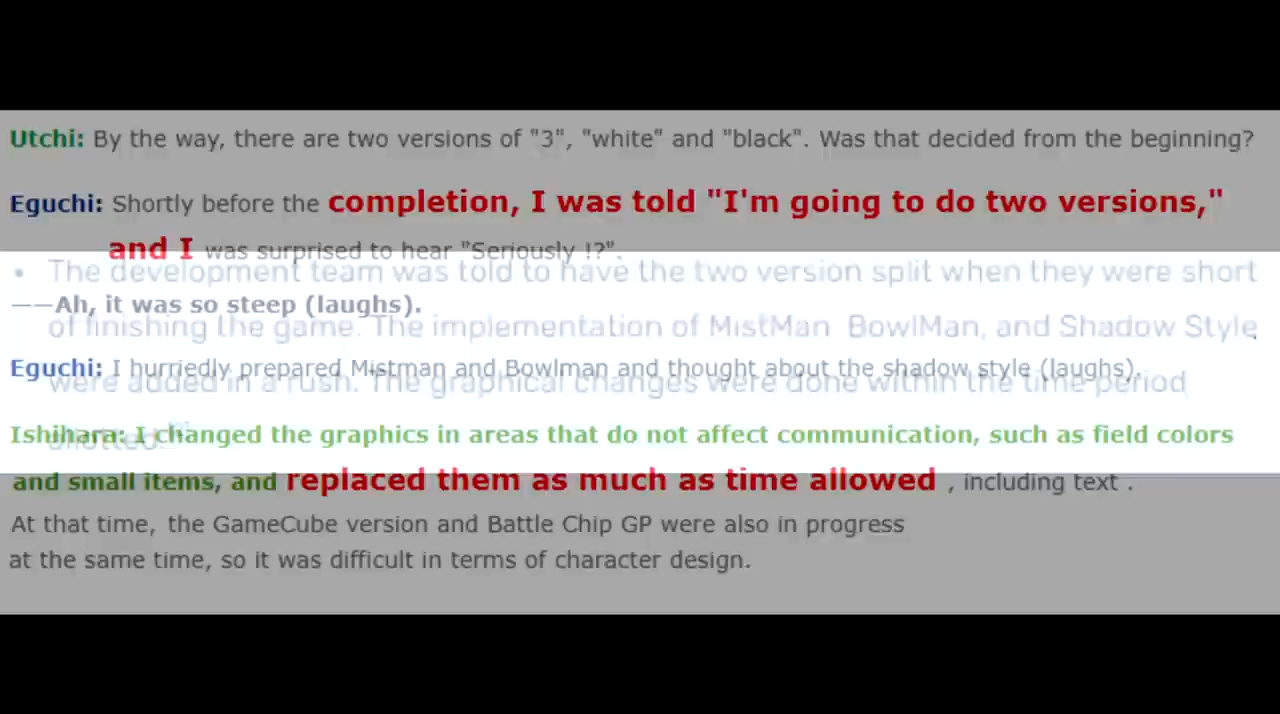 Utchi: By the way, there are two versions of "3", "white" and "black". Was that decided from the beginning?
Eguchi: Shortly before the completion, I was told "I'm going to do two versions,"
and I was surprised to hear "Seriously !?".
• The development team was told to have the two version split when they were short
——Ah, it was so steep (laughs).
of finishing the game. The implementation of MistMan BowlMan, and Shadow Style
Eguchi: I hurriedly prepared Mistman and Bowlman and thought about the shadow style (laughs).
were added in a rush. The graphical changes were done within the time period
allotted.
Ishihara: I changed the graphics in areas that do not affect communication, such as field colors
and small items, and replaced them as much as time allowed , including text .
At that time, the GameCube version and Battle Chip GP were also in progress
at the same time, so it was difficult in terms of character design.